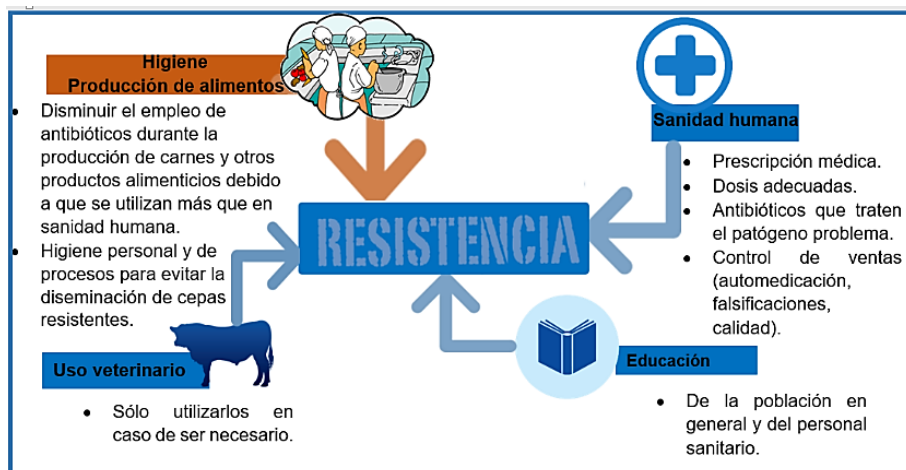 Higiene
Producción de alimentos
• Disminuir el empleo de
antibióticos durante la
producción de carnes y otros
productos alimenticios debido
a que se utilizan más que en
sanidad humana.
• Higiene personal y de
procesos para evitar la
diseminación de cepas
resistentes.
Sanidad humana
• Prescripción médica.
• Dosis adecuadas.
• Antibióticos que traten
el patógeno problema.
• Control de ventas
(automedicación,
falsificaciones,
calidad).
RESISTENCIA
Uso veterinario
• Sólo utilizarlos en
caso de ser necesario.
Educación
• De la población en
general y del personal
sanitario.